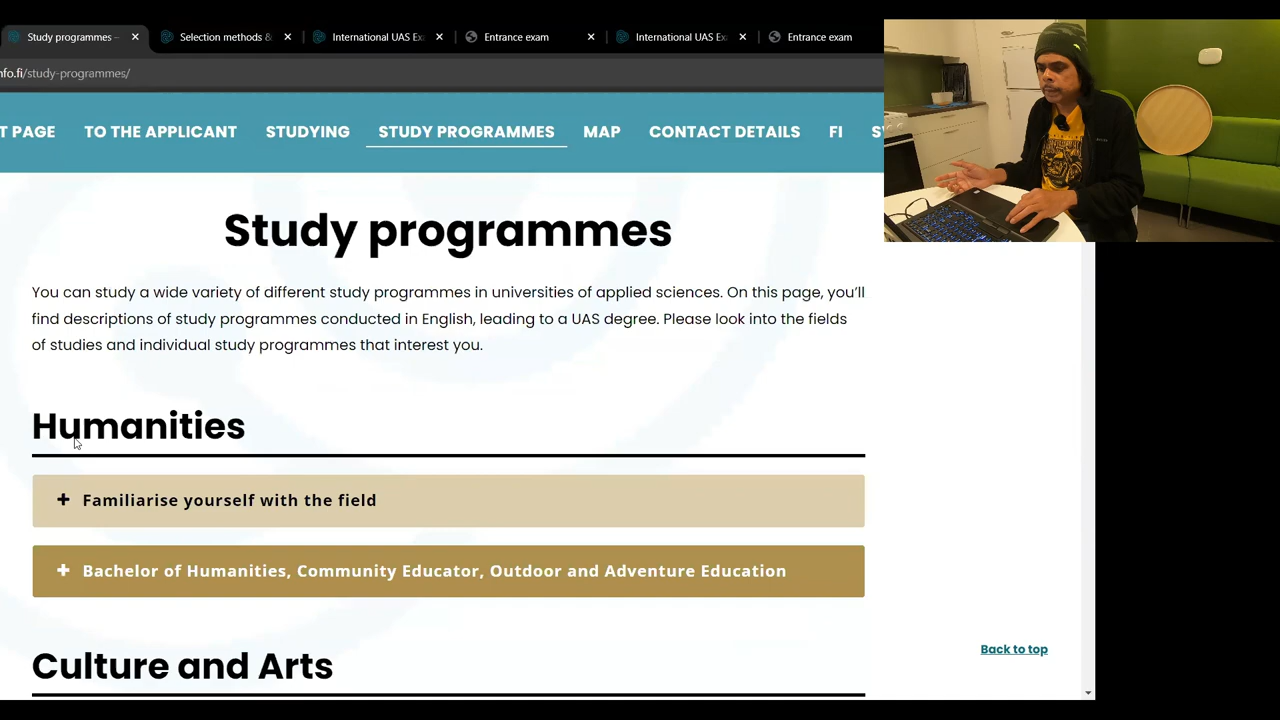 Study programmes –
Selection methods &
International UAS Ex
Entrance exam
International UAS Ex
Entrance exam
nfo.fi/study-programmes/
T PAGE
TO THE APPLICANT
STUDYING
STUDY PROGRAMMES
MAP
CONTACT DETAILS
FI
Study programmes
You can study a wide variety of different study programmes in universities of applied sciences. On this page, you'll
find descriptions of study programmes conducted in English, leading to a UAS degree. Please look into the fields
of studies and individual study programmes that interest you.
Humanities
+ Familiarise yourself with the field
+ Bachelor of Humanities, Community Educator, Outdoor and Adventure Education
Culture and Arts
Back to top